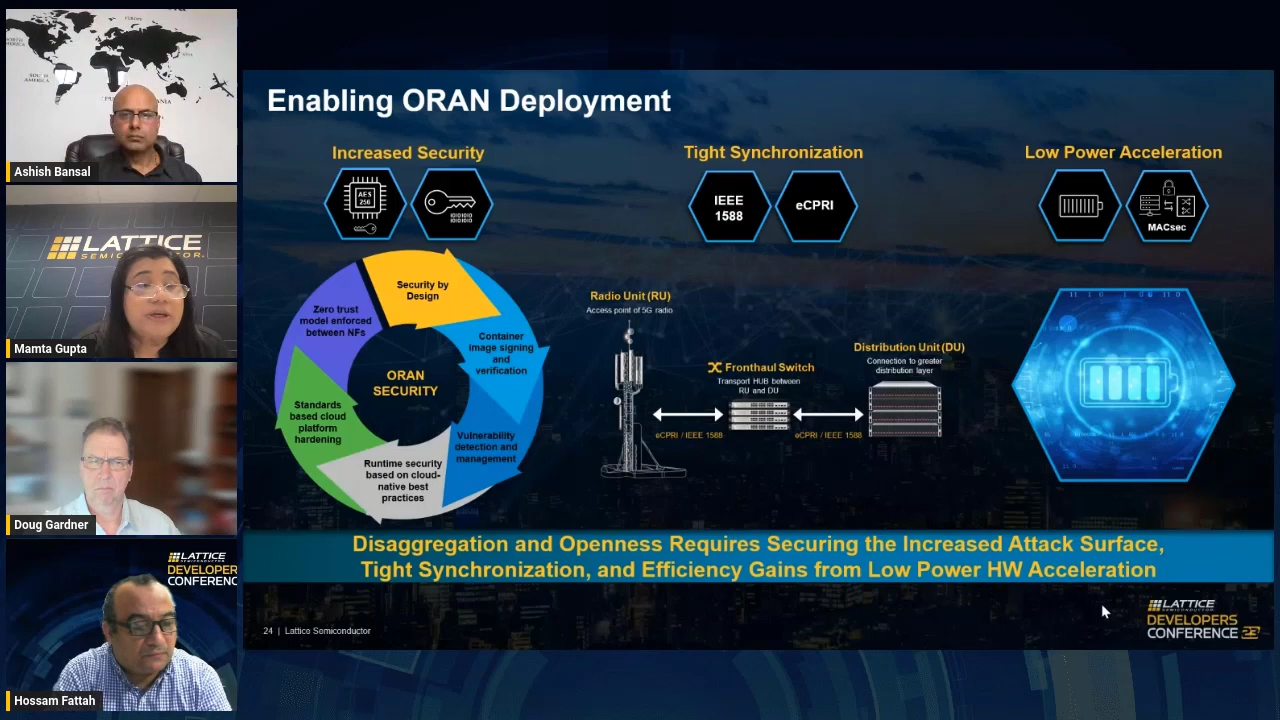 Ashish Bansal
LATTICE
SEMICONDUCTOR
Mamta Gupta
Doug Gardner
LATTICE
DEVELOPERS
CONFERENCE
Hossam Fattah
Enabling ORAN Deployment
Increased Security
AES
256
Tight Synchronization
IEEE
1588
eCPRI
Low Power Acceleration
MACsec
Security by
Design
Container
image signing
and
verification
Vulnerability
detection and
management
Runtime security
based on cloud-
native best
practices
Standards
based cloud
platform
hardening
Zero trust
model enforced
between NFs
ORAN
SECURITY
Radio Unit (RU)
Access point of 5G radio
Fronthaul Switch
Transport HUB between
RU and DU
Distribution Unit (DU)
Connection to greater
distribution layer
eCPRI / IEEE 1588
eCPRI / IEEE 1588
Disaggregation and Openness Requires Securing the Increased Attack Surface,
Tight Synchronization, and Efficiency Gains from Low Power HW Acceleration
24 | Lattice Semiconductor
LATTICE
SEMICONDUCTOR
DEVELOPERS
CONFERENCE 23